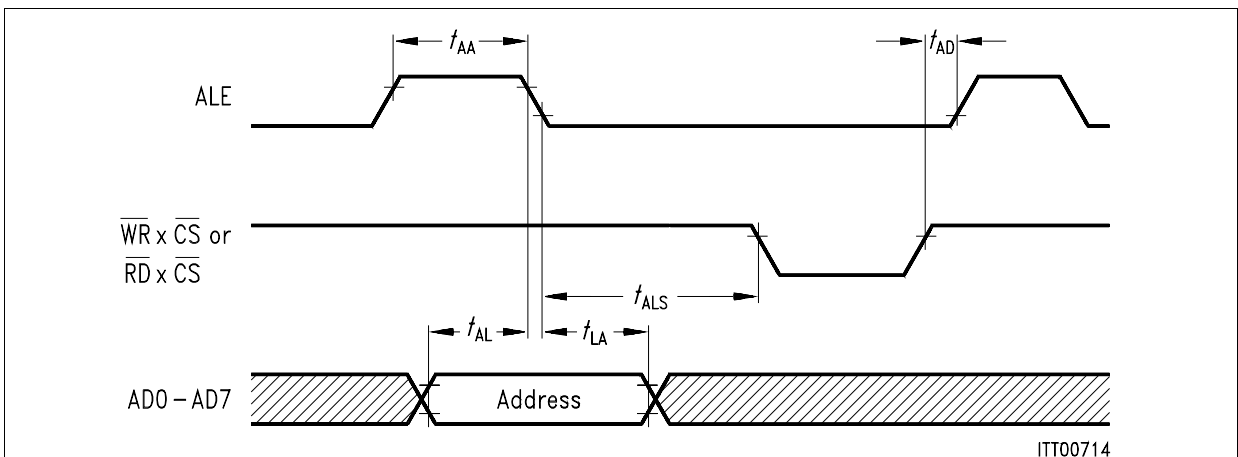 tAA
tAD
ALE
WR x CS or
RD x CS
tALS
tAL
tLA
AD0 – AD7
Address
ITT00714